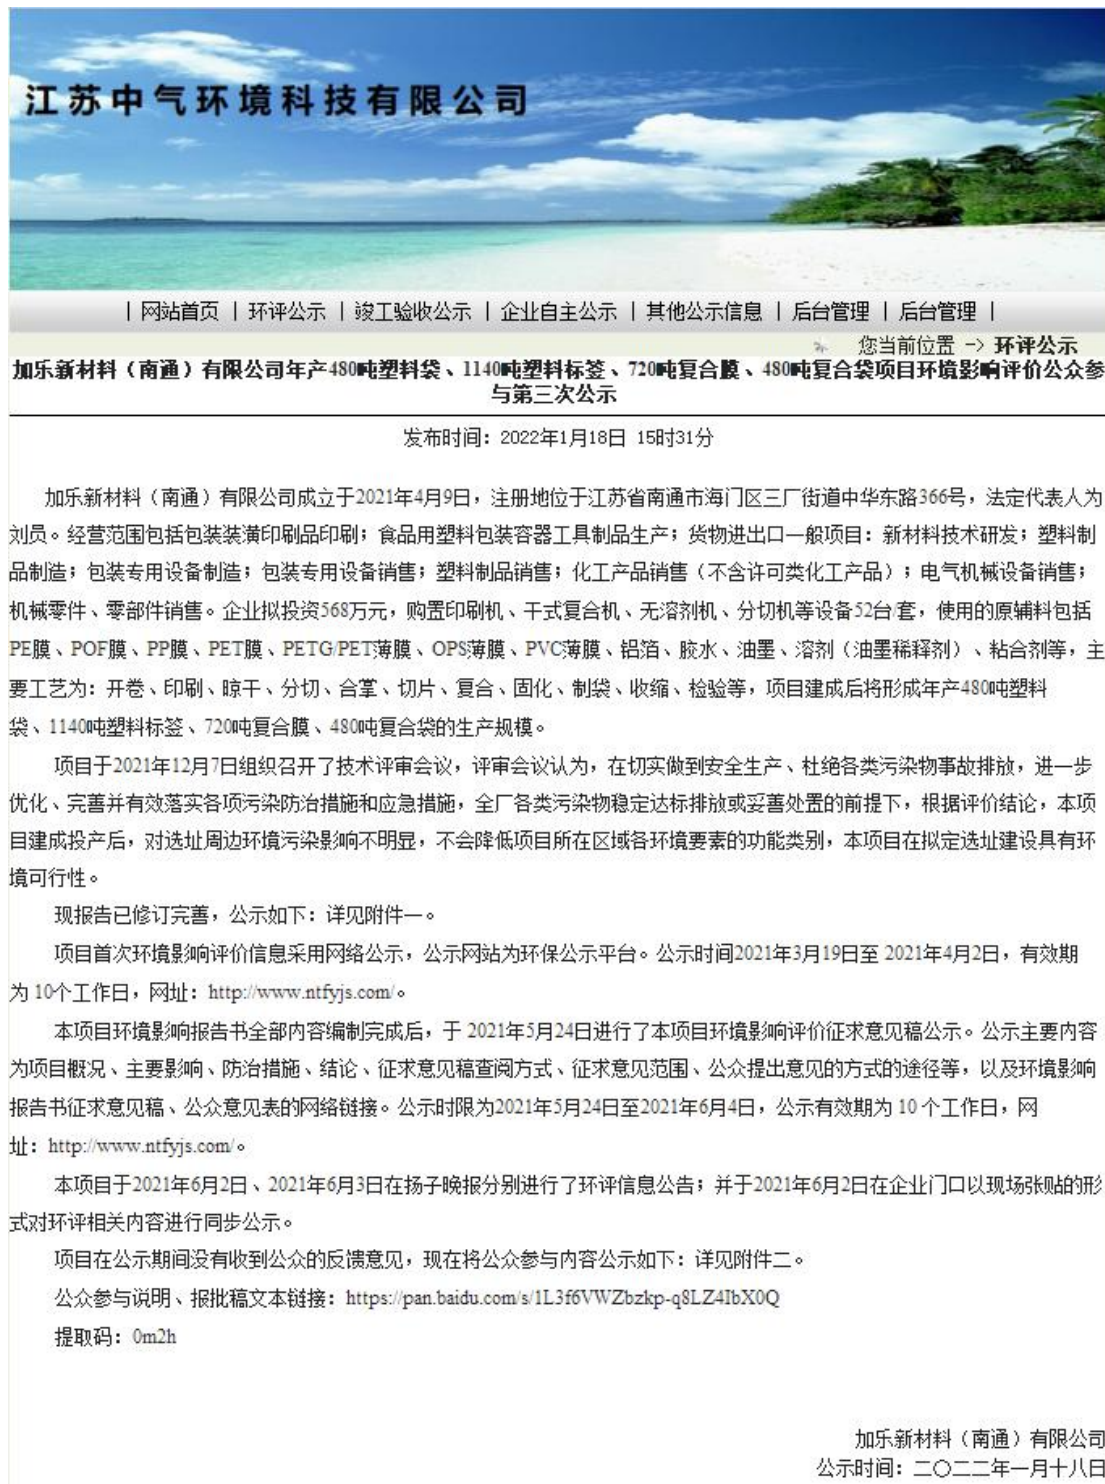 江苏中气环境科技有限公司
| 网站首页 | 环评公示 | 竣工验收公示 | 企业自主公示 | 其他公示信息 | 后台管理 | 后台管理 |
您当前位置 -> 环评公示
加乐新材料（南通）有限公司年产480吨塑料袋、1140吨塑料标签、720吨复合膜、480吨复合袋项目环境影响评价公众参
与第三次公示
发布时间：2022年1月18日 15时31分
加乐新材料（南通）有限公司成立于2021年4月9日，注册地位于江苏省南通市海门区三厂街道中华东路366号，法定代表人为
刘员。经营范围包括包装装潢印刷品印刷；食品用塑料包装容器工具制品生产；货物进出口一般项目：新材料技术研发；塑料制
品制造；包装专用设备制造；包装专用设备销售；塑料制品销售；化工产品销售（不含许可类化工产品）；电气机械设备销售；
机械零件、零部件销售。企业拟投资568万元，购置印刷机、干式复合机、无溶剂机、分切机等设备52台/套，使用的原辅料包括
PE膜、POF膜、PP膜、PET膜、PETG/PET薄膜、OPS薄膜、PVC薄膜、铝箔、胶水、油墨、溶剂（油墨稀释剂）、粘合剂等，主
要工艺为：开卷、印刷、晾干、分切、合掌、切片、复合、固化、制袋、收缩、检验等，项目建成后将形成年产480吨塑料
袋、1140吨塑料标签、720吨复合膜、480吨复合袋的生产规模。
项目于2021年12月7日组织召开了技术评审会议，评审会议认为，在切实做到安全生产、杜绝各类污染物事故排放，进一步
优化、完善并有效落实各项污染防治措施和应急措施，全厂各类污染物稳定达标排放或妥善处置的前提下，根据评价结论，本项
目建成投产后，对选址周边环境污染影响不明显，不会降低项目所在区域各环境要素的功能类别，本项目在拟定选址建设具有环
境可行性。
现报告已修订完善，公示如下：详见附件一。
项目首次环境影响评价信息采用网络公示，公示网站为环保公示平台。公示时间2021年3月19日至 2021年4月2日，有效期
为 10个工作日，网址：http://www.ntfyjs.com/。
本项目环境影响报告书全部内容编制完成后，于 2021年5月24日进行了本项目环境影响评价征求意见稿公示。公示主要内容
为项目概况、主要影响、防治措施、结论、征求意见稿查阅方式、征求意见范围、公众提出意见的方式的途径等，以及环境影响
报告书征求意见稿、公众意见表的网络链接。公示时限为2021年5月24日至2021年6月4日，公示有效期为 10 个工作日，网
址：http://www.ntfyjs.com/。
本项目于2021年6月2日、2021年6月3日在扬子晚报分别进行了环评信息公告；并于2021年6月2日在企业门口以现场张贴的形
式对环评相关内容进行同步公示。
项目在公示期间没有收到公众的反馈意见，现在将公众参与内容公示如下：详见附件二。
公众参与说明、报批稿文本链接：https://pan.baidu.com/s/1L3f6VWZbzkp-q8LZ4IbX0Q
提取码：0m2h
加乐新材料（南通）有限公司
公示时间：二〇二二年一月十八日